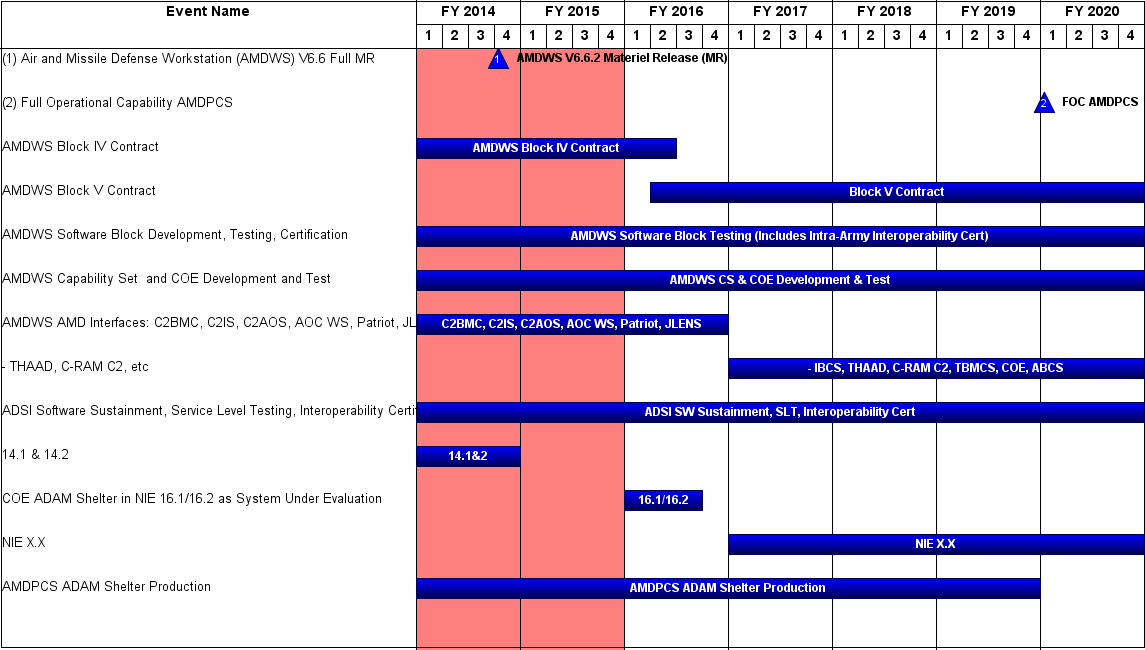 Event Name FY 2014 FY 2015 FY 2016 FY 2017 FY 2018 FY 2019 FY 2020
1 2 3 4 1 2 3 4 1 2 3 4 1 2 3 4 1 2 3 4 1 2 3 4 1 2 3 4
(1) Air and Missile Defense Workstation (AMDWS) V6.6 Full MR 1 AMDWS V6.6.2 Materiel Release (MR)
(2) Full Operational Capability AMDPCS 2 FOC AMDPCS
AMDWS Block IV Contract AMDWS Block IV Contract
AMDWS Block V Contract Block V Contract
AMDWS Software Block Development, Testing, Certification AMDWS Software Block Testing (Includes Intra-Army Interoperability Cert)
AMDWS Capability Set and COE Development and Test AMDWS CS & COE Development & Test
AMDWS AMD Interfaces: C2BMC, C2IS, C2AOS, AOC WS, Patriot, JL C2BMC, C2IS, C2AOS, AOC WS, Patriot, JLENS
- THAAD, C-RAM C2, etc - IBCS, THAAD, C-RAM C2, TBMCS, COE, ABCS
ADSI Software Sustainment, Service Level Testing, Interoperability Certi ADSI SW Sustainment, SLT, Interoperability Cert
14.1 & 14.2 14.1&2
COE ADAM Shelter in NIE 16.1/16.2 as System Under Evaluation 16.1/16.2
NIE X.X NIE X.X
AMDPCS ADAM Shelter Production AMDPCS ADAM Shelter Production